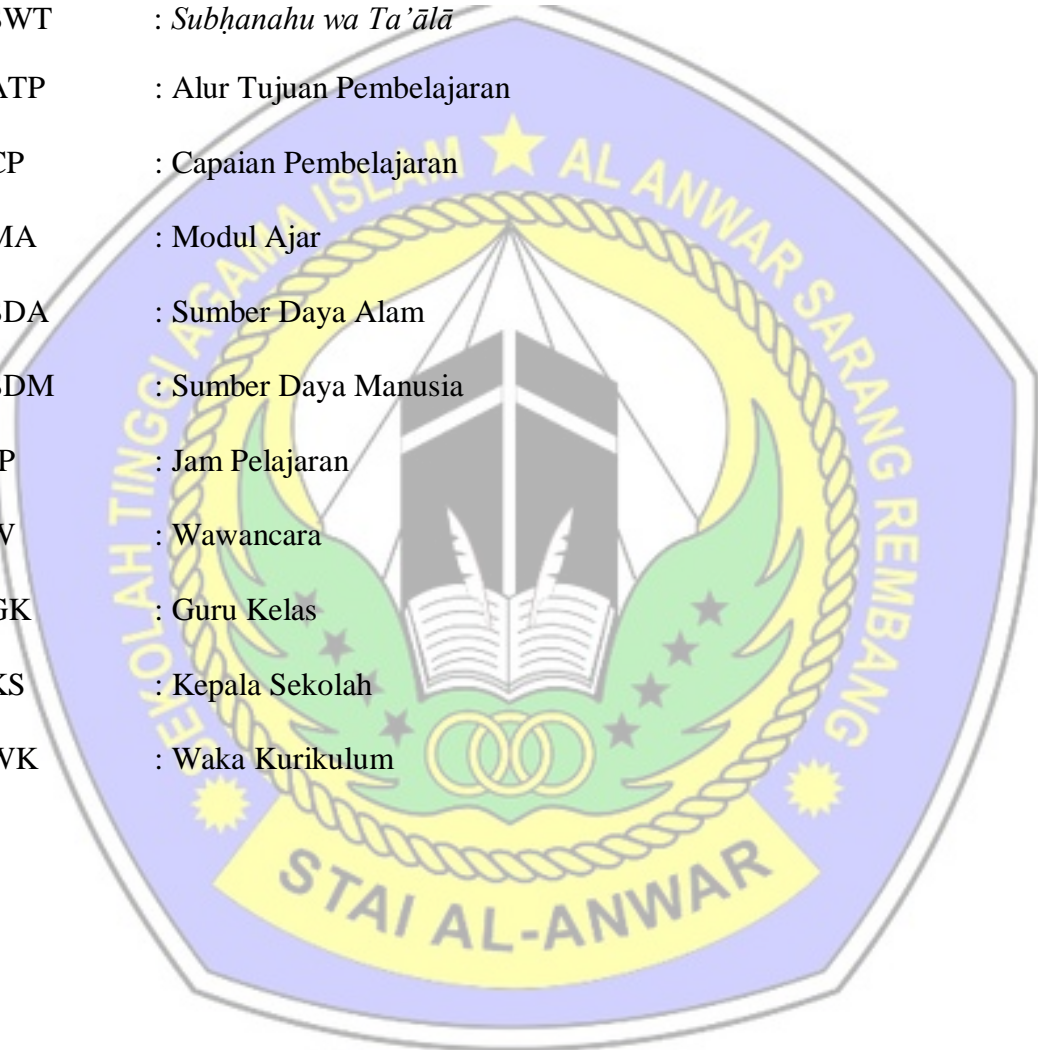 SWT : Subḥanahu wa Ta’ālā
ATP : Alur Tujuan Pembelajaran
CP : Capaian Pembelajaran
MA : Modul Ajar
SDA : Sumber Daya Alam
SDM : Sumber Daya Manusia
JP : Jam Pelajaran
W : Wawancara
GK : Guru Kelas
KS : Kepala Sekolah
WK : Waka Kurikulum
SEKOLAH TINGGI AGAMA ISLAM AL ANWAR SARANG REMBANG
STAI AL-ANWAR